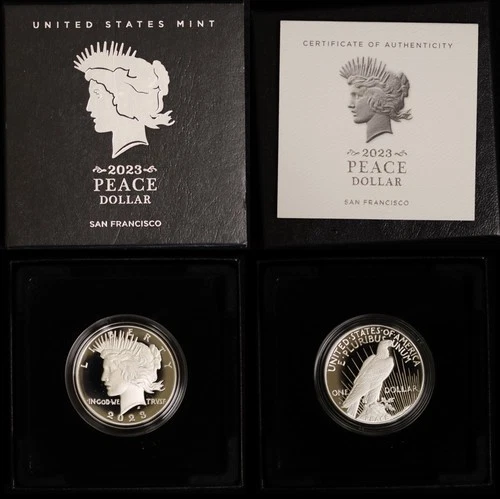 UNITED STATES MINT
2023
PEACE
DOLLAR
SAN FRANCISCO
CERTIFICATE OF AUTHENTICITY
2023
PEACE
DOLLAR
SAN FRANCISCO
LIBERTY
IN GOD WE TRVST
2023
UNITED STATES OF AMERICA
E PLURIBUS UNUM
ONE DOLLAR